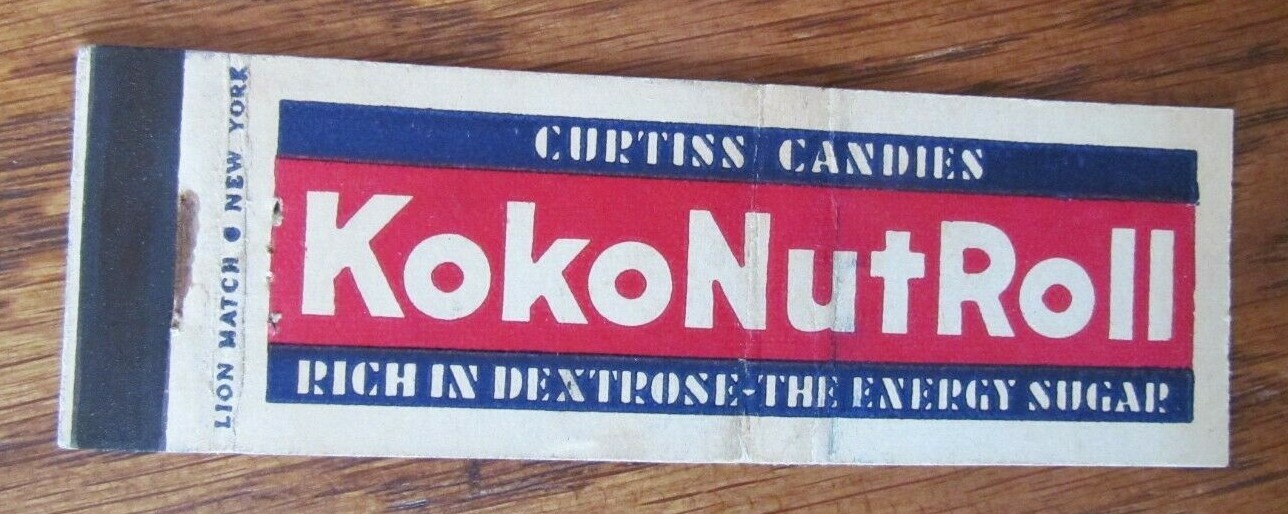 CURTISS CANDIES
KokoNutRoll
RICH IN DEXTROSE-THE ENERGY SUGAR
LION MATCH ● NEW YORK